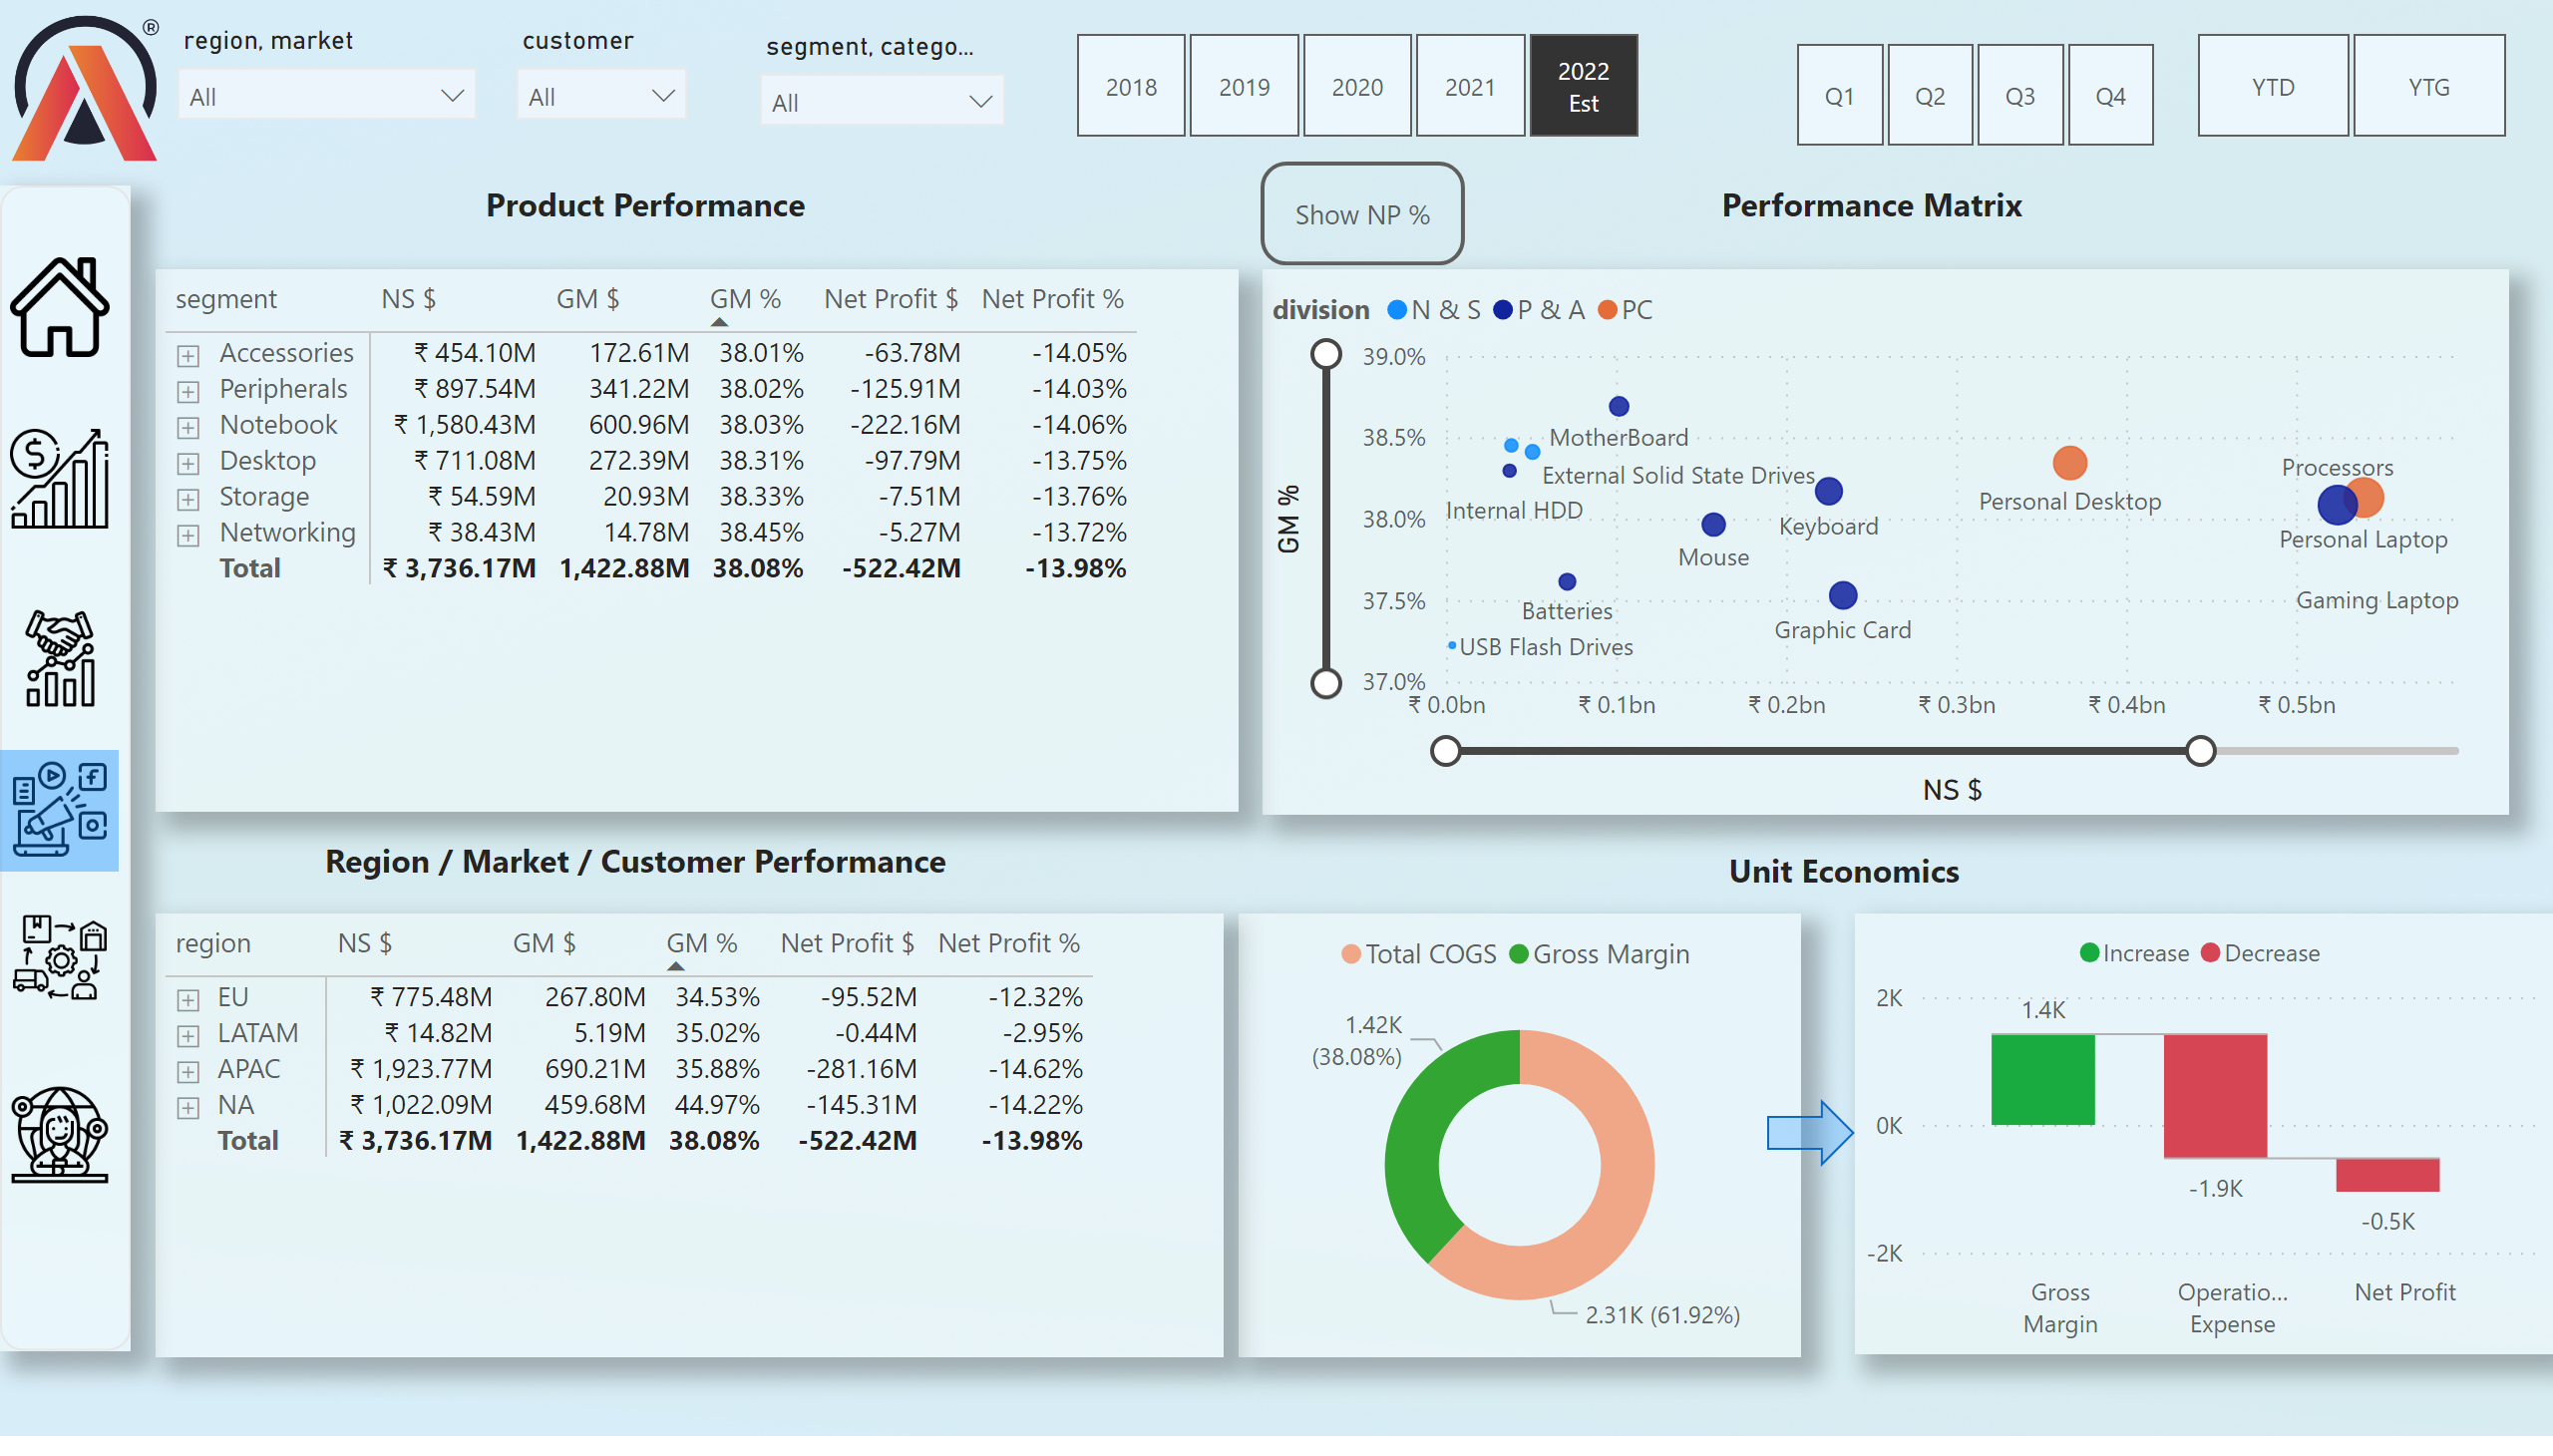 ®
region, market
customer
segment, catego...
All
All
All
2018
2019
2020
2021
2022
Est
Q1
Q2
Q3
Q4
YTD
YTG
Product Performance
Show NP %
Performance Matrix
segment NS $ GM $ GM % Net Profit $ Net Profit %
Accessories ₹ 454.10M 172.61M 38.01% -63.78M -14.05%
Peripherals ₹ 897.54M 341.22M 38.02% -125.91M -14.03%
Notebook ₹ 1,580.43M 600.96M 38.03% -222.16M -14.06%
Desktop ₹ 711.08M 272.39M 38.31% -97.79M -13.75%
Storage ₹ 54.59M 20.93M 38.33% -7.51M -13.76%
Networking ₹ 38.43M 14.78M 38.45% -5.27M -13.72%
Total ₹ 3,736.17M 1,422.88M 38.08% -522.42M -13.98%
division N & S P & A PC
GM %
39.0%
38.5%
38.0%
37.5%
37.0%
MotherBoard
External Solid State Drives
Internal HDD
Mouse
Keyboard
Personal Desktop
Processors
Personal Laptop
Batteries
Graphic Card
Gaming Laptop
USB Flash Drives
₹ 0.0bn ₹ 0.1bn ₹ 0.2bn ₹ 0.3bn ₹ 0.4bn ₹ 0.5bn
NS $
Region / Market / Customer Performance
region NS $ GM $ GM % Net Profit $ Net Profit %
EU ₹ 775.48M 267.80M 34.53% -95.52M -12.32%
LATAM ₹ 14.82M 5.19M 35.02% -0.44M -2.95%
APAC ₹ 1,923.77M 690.21M 35.88% -281.16M -14.62%
NA ₹ 1,022.09M 459.68M 44.97% -145.31M -14.22%
Total ₹ 3,736.17M 1,422.88M 38.08% -522.42M -13.98%
Unit Economics
Total COGS Gross Margin
1.42K
(38.08%)
2.31K (61.92%)
Increase Decrease
2K
0K
-2K
1.4K
-1.9K
-0.5K
Gross
Margin
Operatio...
Expense
Net Profit